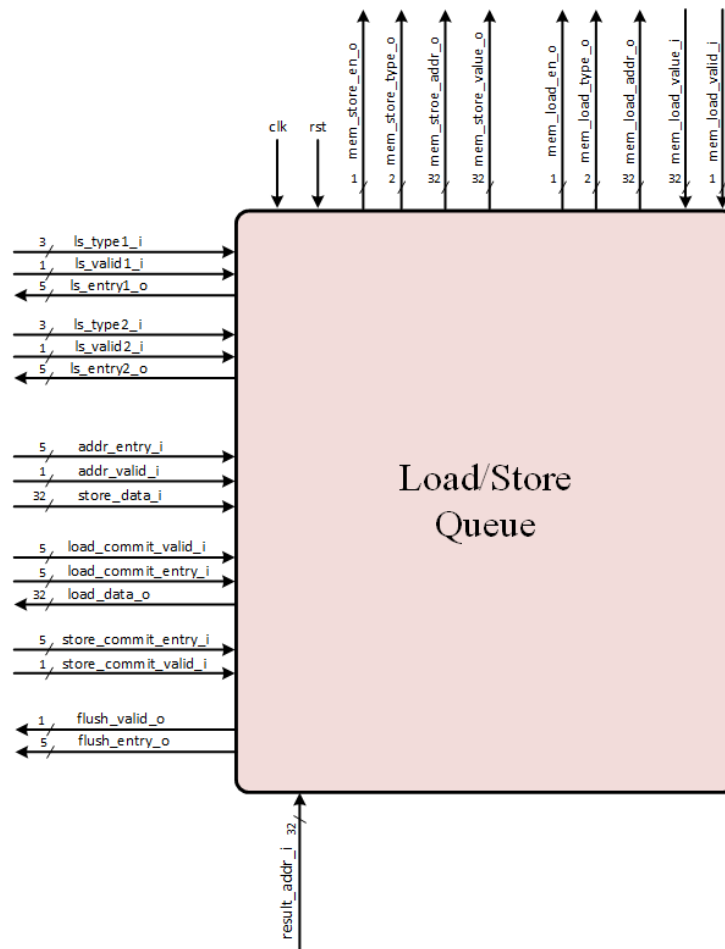 1 mem_store_en_o
2 mem_store_type_o
32 mem_stroe_addr_o
32 mem_store_value_o
1 mem_load_en_o
2 mem_load_type_o
32 mem_load_addr_o
32 mem_load_value_i
1 mem_load_valid_i
clk
rst
3 ls_type1_i
1 ls_valid1_i
5 ls_entry1_o
3 ls_type2_i
1 ls_valid2_i
5 ls_entry2_o
5 addr_entry_i
1 addr_valid_i
32 store_data_i
5 load_commit_valid_i
5 load_commit_entry_i
32 load_data_o
5 store_commit_entry_i
1 store_commit_valid_i
1 flush_valid_o
5 flush_entry_o
Load/Store
Queue
result_addr_i 32